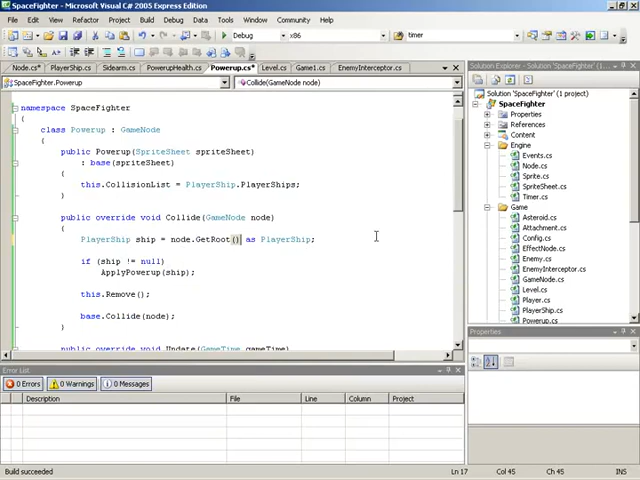 SpaceFighter - Microsoft Visual C# 2005 Express Edition
File Edit View Refactor Project Build Debug Data Tools Window Community Help
Debug x86 timer
Node.cs* PlayerShip.cs Sidearm.cs PowerupHealth.cs Powerup.cs* Level.cs Game1.cs EnemyInterceptor.cs
SpaceFighter.Powerup Collide(GameNode node)
namespace SpaceFighter
{
class Powerup : GameNode
{
public Powerup(SpriteSheet spriteSheet)
: base(spriteSheet)
{
this.CollisionList = PlayerShip.PlayerShips;
}
public override void Collide(GameNode node)
{
PlayerShip ship = node.GetRoot() as PlayerShip;
if (ship != null)
ApplyPowerup(ship);
this.Remove();
base.Collide(node);
}
public override void Update(GameTime gameTime)
Solution Explorer - SpaceFighter
Solution 'SpaceFighter' (1 project)
SpaceFighter
Properties
References
Content
Engine
Events.cs
Node.cs
Sprite.cs
SpriteSheet.cs
Timer.cs
Game
Asteroid.cs
Attachment.cs
Config.cs
EffectNode.cs
Enemy.cs
EnemyInterceptor.cs
GameNode.cs
Level.cs
Player.cs
PlayerShip.cs
Powerup.cs
Properties
Error List
0 Errors 0 Warnings 0 Messages
Description File Line Column Project
Build succeeded Ln 17 Col 45 Ch 45 INS